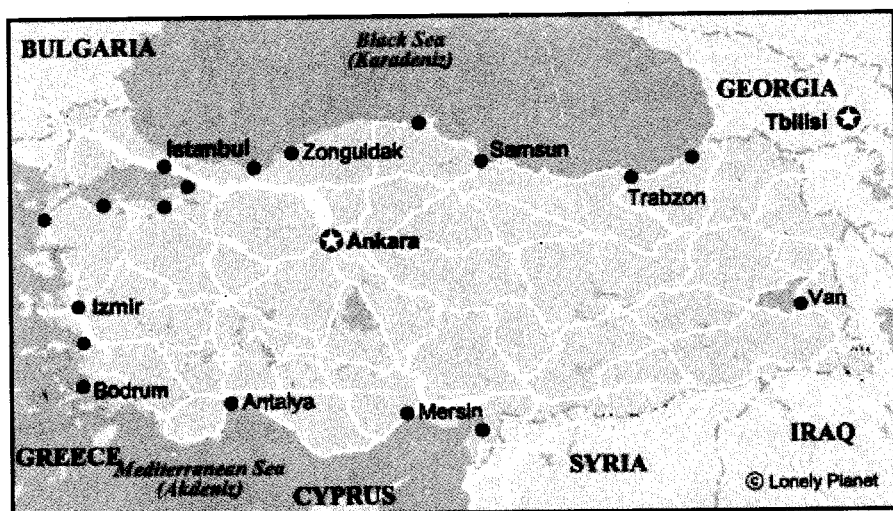 BULGARIA
Black Sea
(Karadeniz)
GEORGIA
Tbilisi
Istanbul
Zonguldak
Samsun
Trabzon
Ankara
Izmir
Van
Bodrum
Antalya
Mersin
GREECE
Mediterranean Sea
(Akdeniz)
CYPRUS
SYRIA
IRAQ
© Lonely Planet